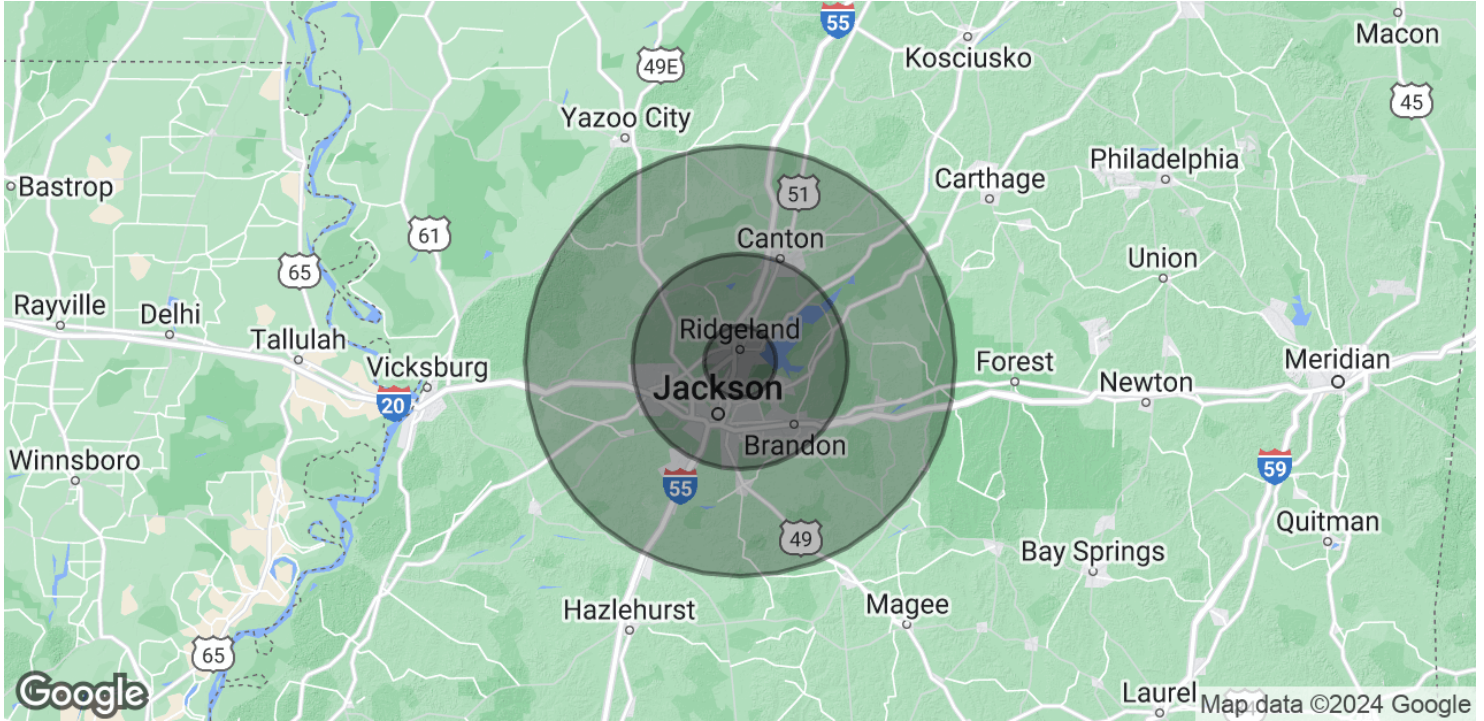 55
Macon
Kosciusko
49E
45
Yazoo City
Philadelphia
Carthage
Bastrop
51
61
Canton
Union
65
Rayville
Delhi
Ridgeland
Tallulah
Vicksburg
Forest
Meridian
Jackson
Newton
20
Brandon
Winnsboro
59
55
Quitman
49
Bay Springs
Hazlehurst
Magee
65
Google
Laurel
Map data ©2024 Google